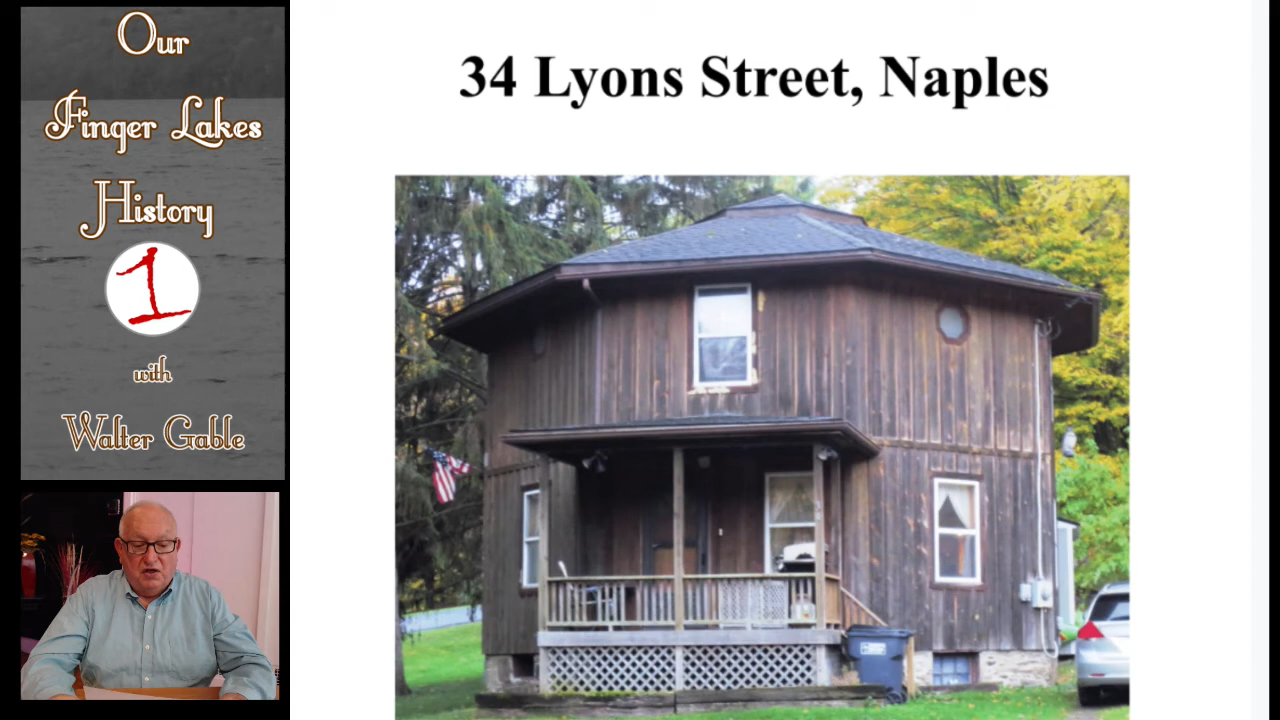 Our
Finger Lakes
History
1
with
Walter Gable
34 Lyons Street, Naples